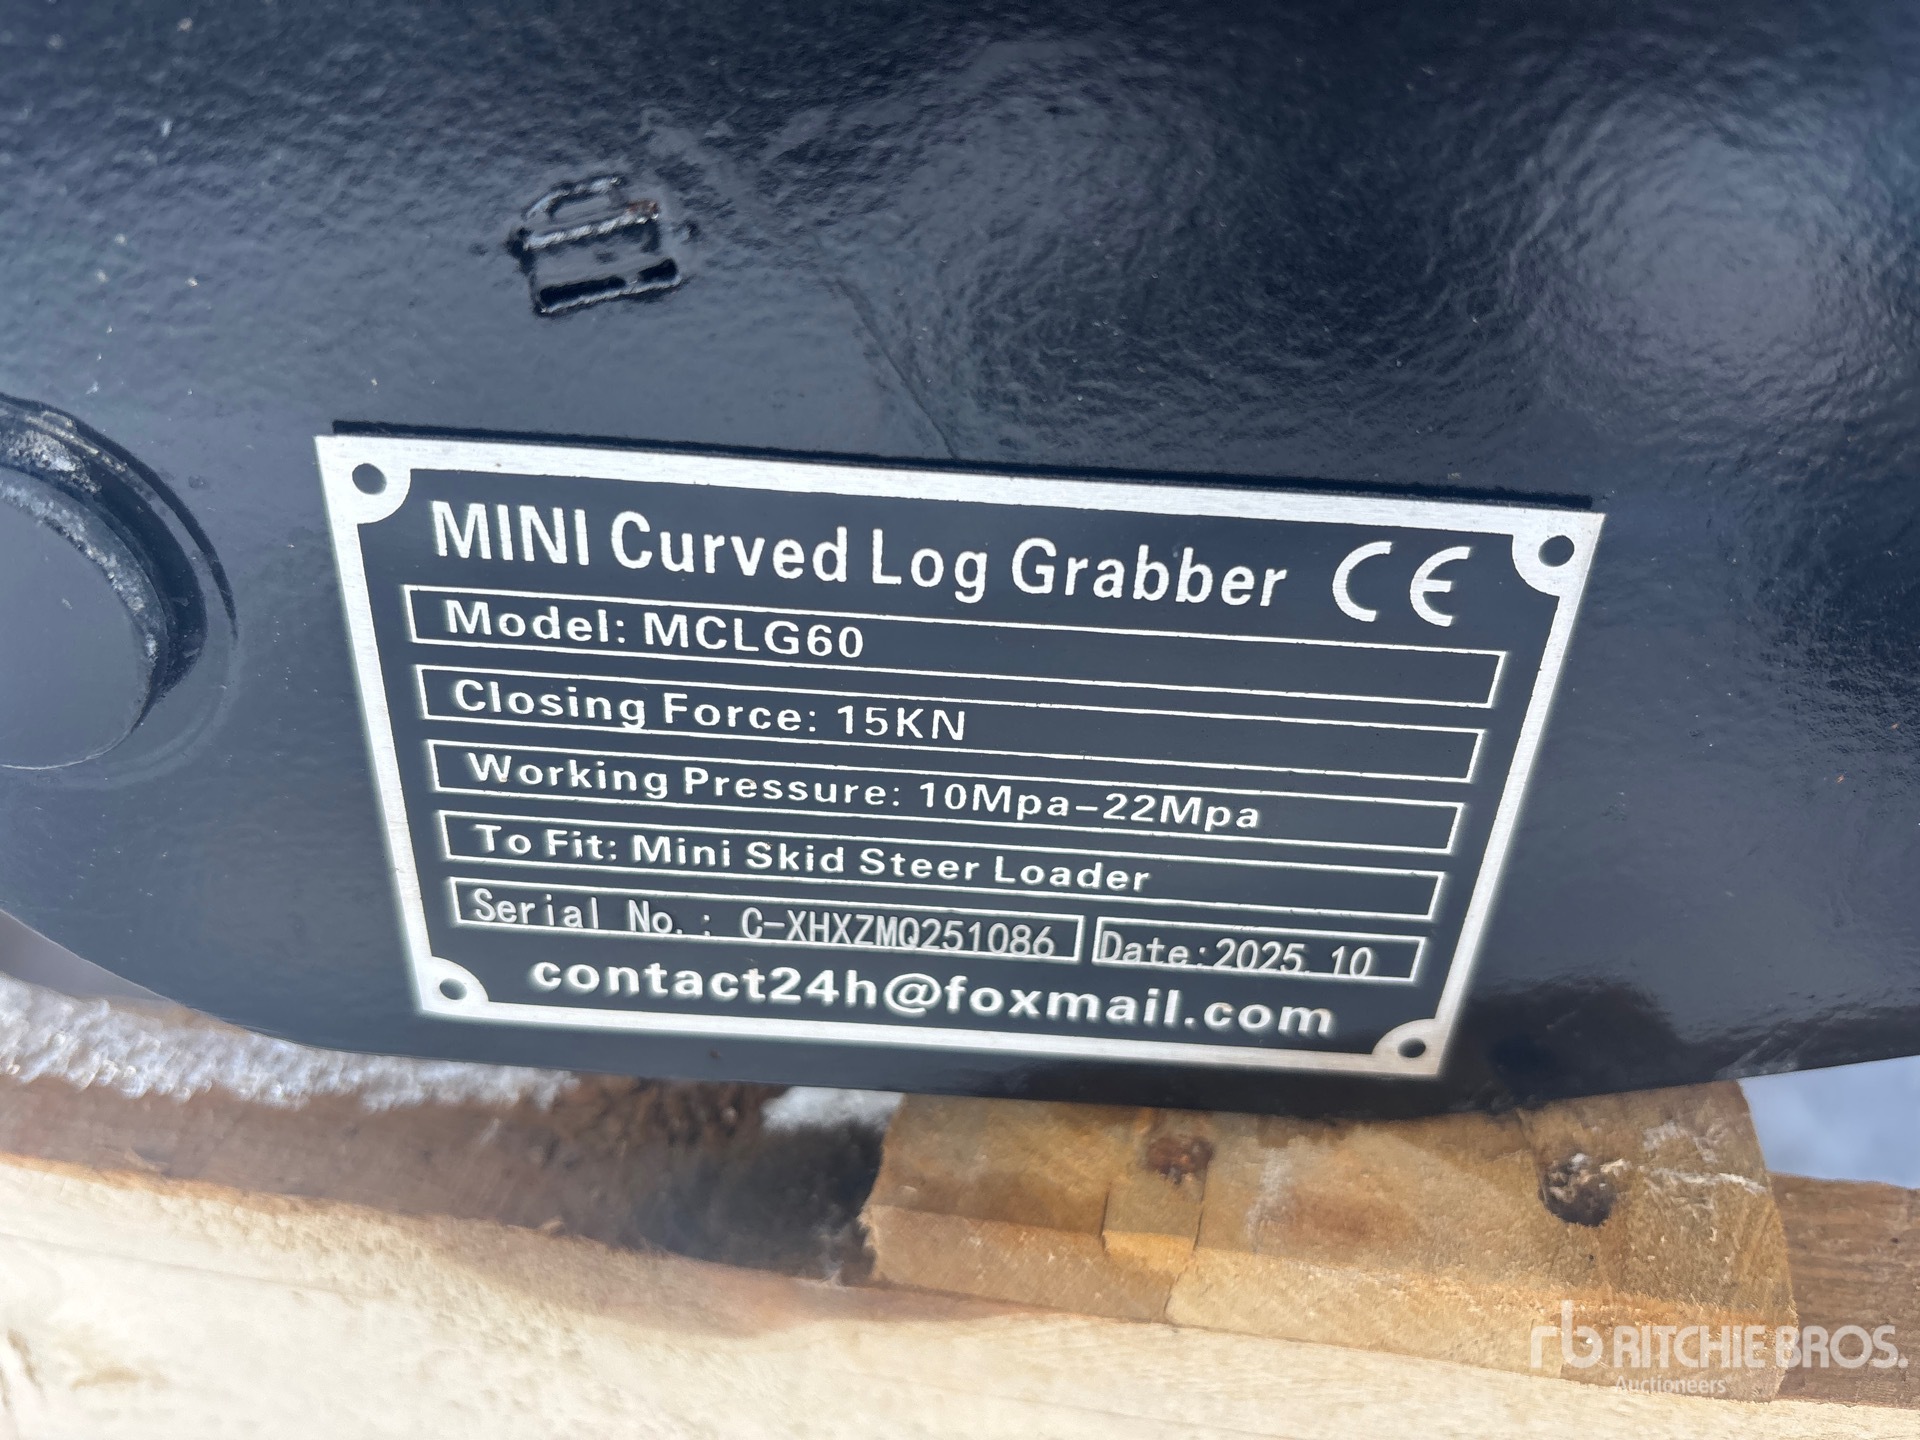 MINI Curved Log Grabber CE
Model: MCLG60
Closing Force: 15KN
Working Pressure: 10Mpa-22Mpa
To Fit: Mini Skid Steer Loader
Serial No.: C-XHXZMQ251086 Date:2025.10
contact24h@foxmail.com
rb RITCHIE BROS.
Auctioneers